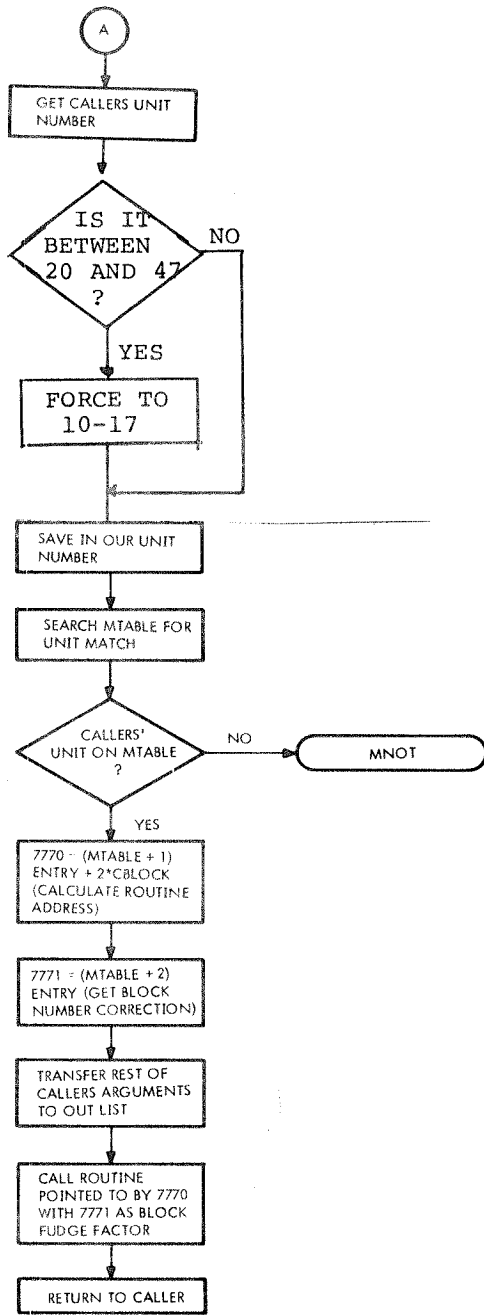 A
GET CALLERS UNIT
NUMBER
IS IT
BETWEEN
20 AND 47
?
NO
YES
FORCE TO
10-17
SAVE IN OUR UNIT
NUMBER
SEARCH MTABLE FOR
UNIT MATCH
CALLERS'
UNIT ON MTABLE
?
NO
MNOT
YES
7770 = (MTABLE + 1)
ENTRY + 2*CBLOCK
(CALCULATE ROUTINE
ADDRESS)
7771 = (MTABLE + 2)
ENTRY (GET BLOCK
NUMBER CORRECTION)
TRANSFER REST OF
CALLERS ARGUMENTS
TO OUT LIST
CALL ROUTINE
POINTED TO BY 7770
WITH 7771 AS BLOCK
FUDGE FACTOR
RETURN TO CALLER